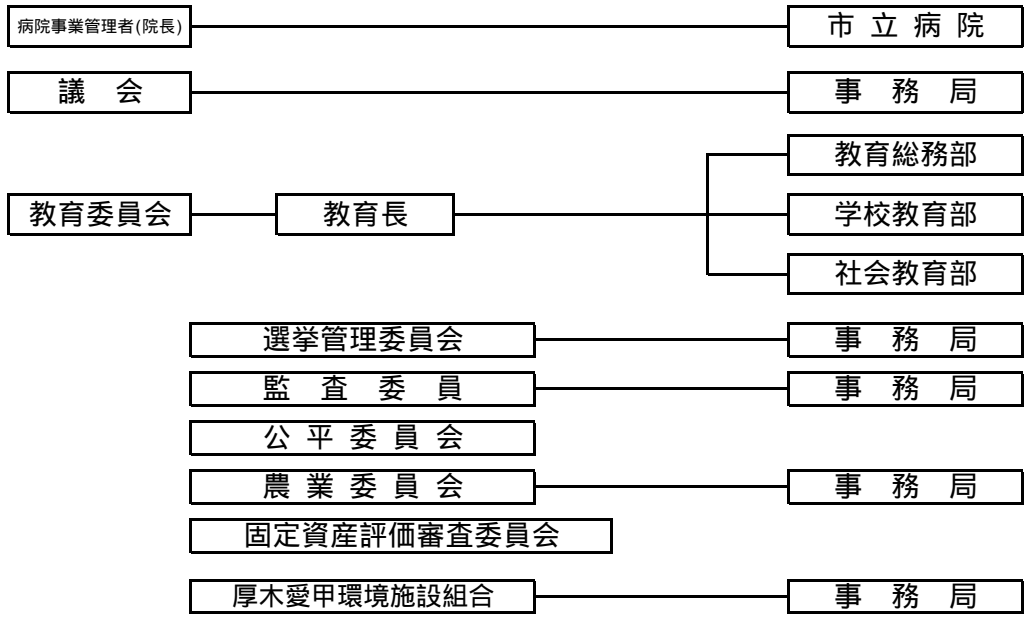 病院事業管理者(院長) 市立病院
議会 事務局
教育総務部
教育委員会 教育長 学校教育部
社会教育部
選挙管理委員会 事務局
監査委員 事務局
公平委員会
農業委員会 事務局
固定資産評価審査委員会
厚木愛甲環境施設組合 事務局